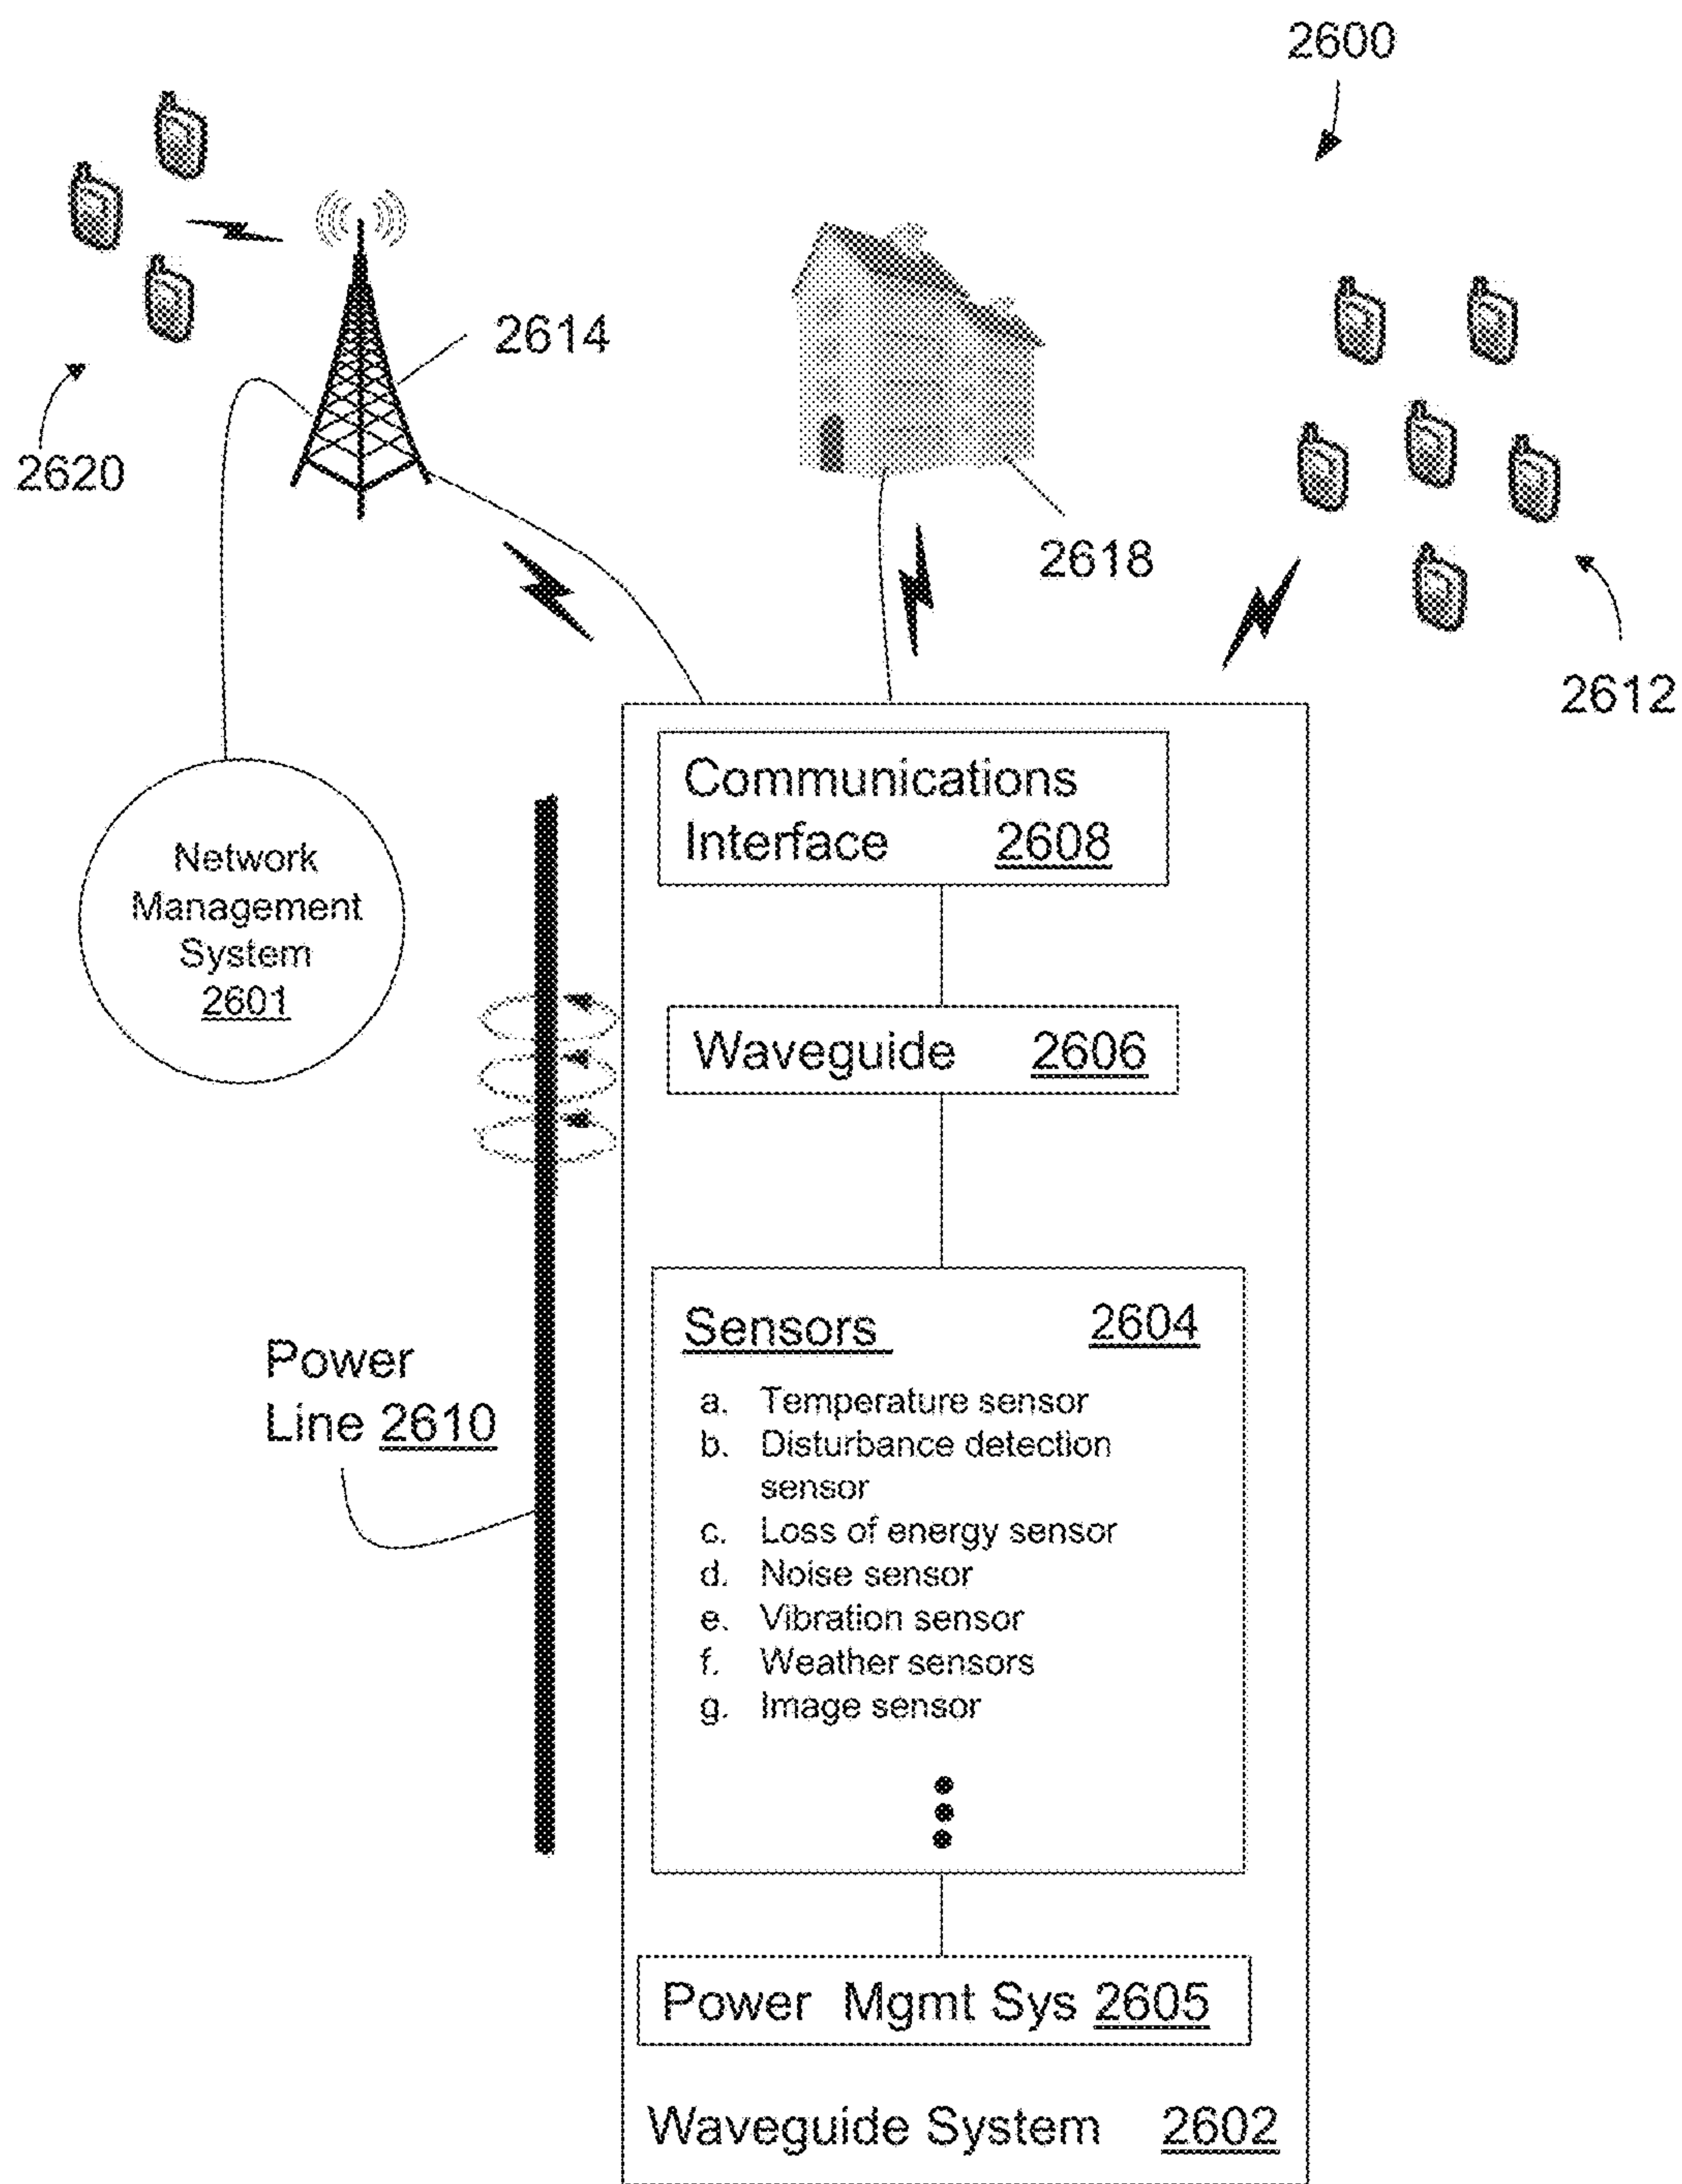 2600
2614
2620
2618
2612
Communications
Interface 2608
Network
Management
System
2601
Waveguide 2606
Sensors 2604
Power
Line 2610
a. Temperature sensor
b. Disturbance detection
sensor
c. Loss of energy sensor
d. Noise sensor
e. Vibration sensor
f. Weather sensors
g. Image sensor
Power Mgmt Sys 2605
Waveguide System 2602